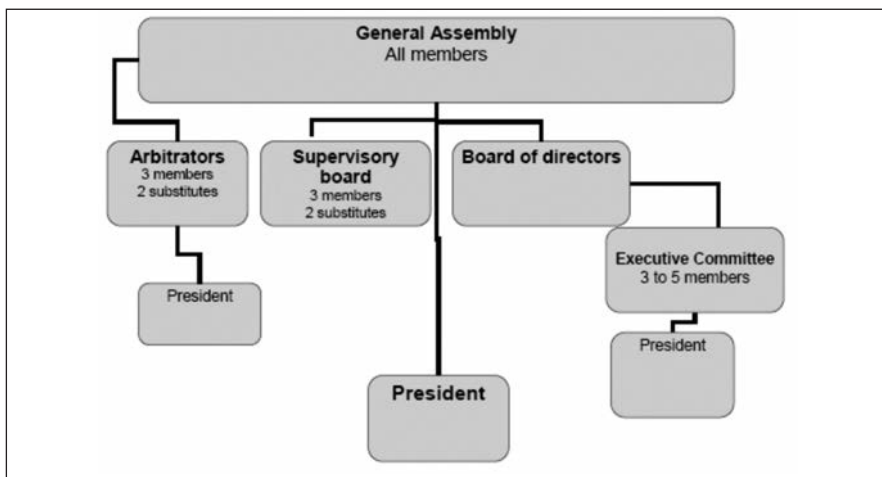 General Assembly
All members
Arbitrators
3 members
2 substitutes
Supervisory
board
3 members
2 substitutes
Board of directors
Executive Committee
3 to 5 members
President
President
President